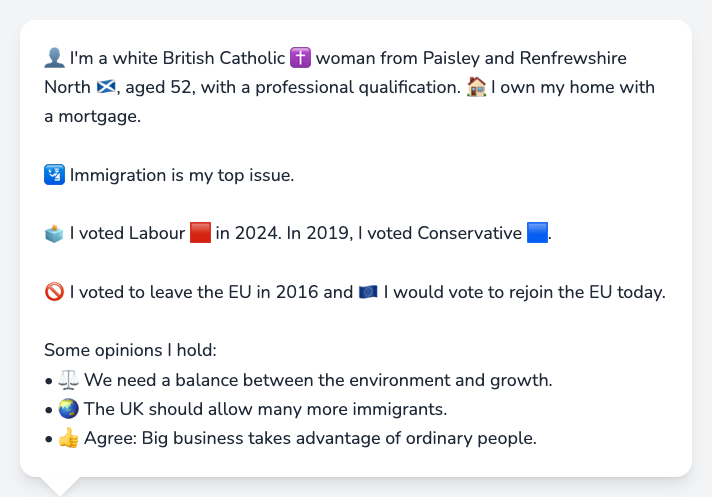 👤 I'm a white British Catholic ✝️ woman from Paisley and Renfrewshire
North 🏴󠁧󠁢󠁳󠁣󠁴󠁿, aged 52, with a professional qualification. 🏠 I own my home with
a mortgage.
🛂 Immigration is my top issue.
🗳️ I voted Labour 🟥 in 2024. In 2019, I voted Conservative 🟦.
🚫 I voted to leave the EU in 2016 and 🇪🇺 I would vote to rejoin the EU today.
Some opinions I hold:
• ⚖️ We need a balance between the environment and growth.
• 🌏 The UK should allow many more immigrants.
• 👍 Agree: Big business takes advantage of ordinary people.